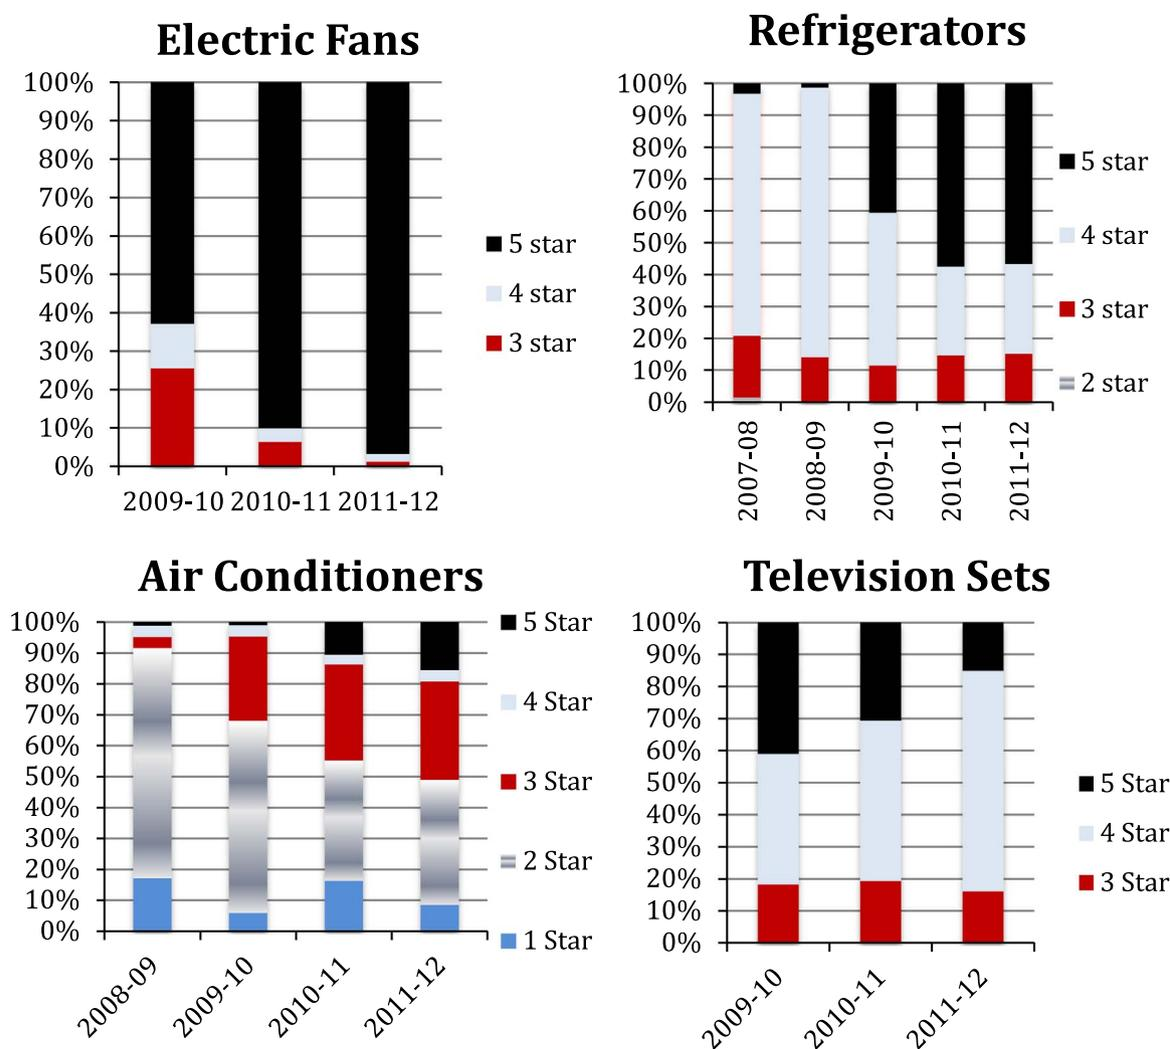 Electric Fans
100%
90%
80%
70%
60%
50%
40%
30%
20%
10%
0%
2009-10 2010-11 2011-12
5 star
4 star
3 star
Refrigerators
100%
90%
80%
70%
60%
50%
40%
30%
20%
10%
0%
2007-08
2008-09
2009-10
2010-11
2011-12
5 star
4 star
3 star
2 star
Air Conditioners
100%
90%
80%
70%
60%
50%
40%
30%
20%
10%
0%
2008-09
2009-10
2010-11
2011-12
5 Star
4 Star
3 Star
2 Star
1 Star
Television Sets
100%
90%
80%
70%
60%
50%
40%
30%
20%
10%
0%
2009-10
2010-11
2011-12
5 Star
4 Star
3 Star